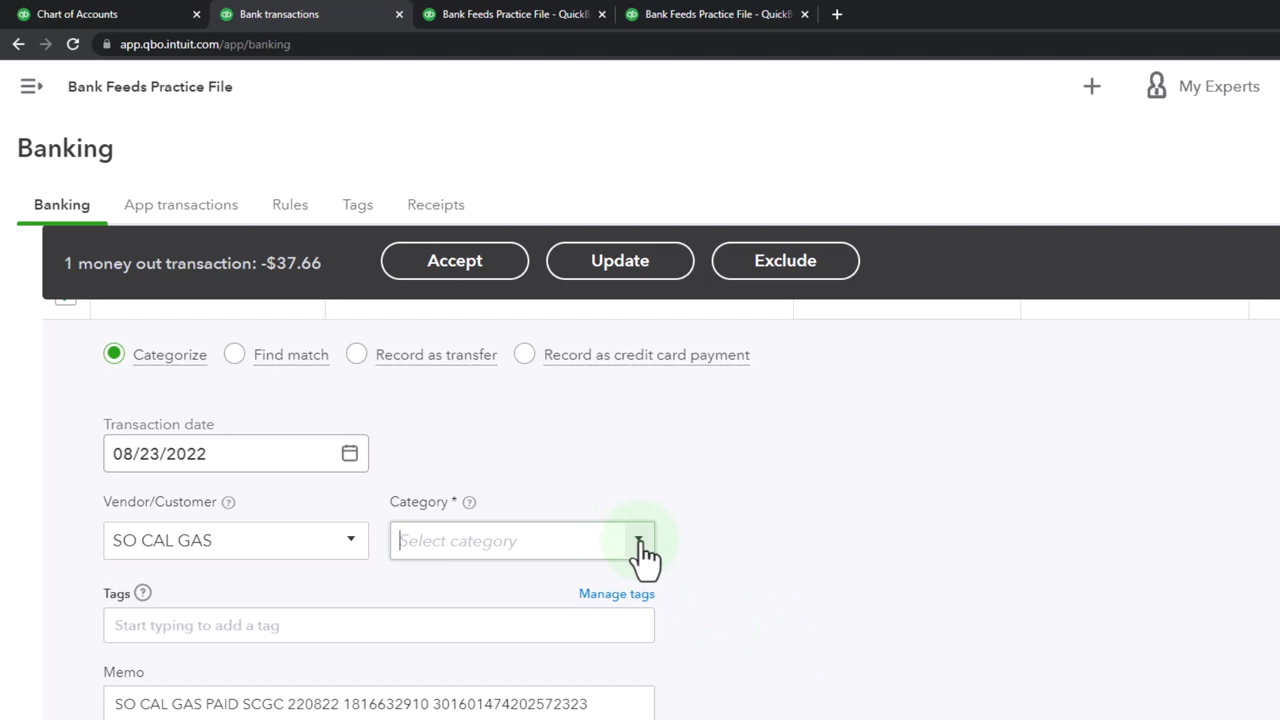 Chart of Accounts
Bank transactions
Bank Feeds Practice File - QuickB
Bank Feeds Practice File - QuickB
app.qbo.intuit.com/app/banking
Bank Feeds Practice File
My Experts
Banking
Banking App transactions Rules Tags Receipts
1 money out transaction: -$37.66 Accept Update Exclude
Categorize Find match Record as transfer Record as credit card payment
Transaction date
08/23/2022
Vendor/Customer ? Category * ?
SO CAL GAS Select category
Tags ? Manage tags
Start typing to add a tag
Memo
SO CAL GAS PAID SCGC 220822 1816632910 301601474202572323